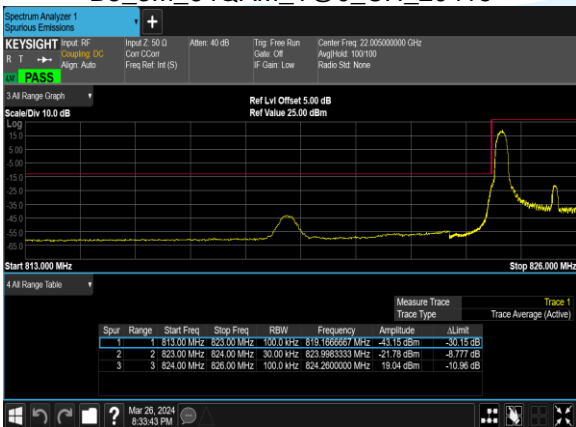 Spectrum Analyzer 1
Spurious Emissions
KEYSIGHT
R T
LW PASS
Input: RF
Coupling: DC
Align: Auto
Input Z: 50 Ω
Corr CCorr
Freq Ref: Int (S)
Atten: 40 dB
Trig: Free Run
Gate: Off
IF Gain: Low
Center Freq: 22.005000000 GHz
Avg|Hold: 100/100
Radio Std: None
3 All Range Graph
Ref Lvl Offset 5.00 dB
Scale/Div 10.0 dB
Ref Value 25.00 dBm
Log
15.0
5.00
-5.00
-15.0
-25.0
-35.0
-45.0
-55.0
-65.0
Start 813.000 MHz
Stop 826.000 MHz
4 All Range Table
Measure Trace Trace 1
Trace Type Trace Average (Active)
Spur Range Start Freq Stop Freq RBW Frequency Amplitude ΔLimit
1 1 813.00 MHz 823.00 MHz 100.0 kHz 819.1666667 MHz -43.15 dBm -30.15 dB
2 2 823.00 MHz 824.00 MHz 30.00 kHz 823.9983333 MHz -21.78 dBm -8.777 dB
3 3 824.00 MHz 826.00 MHz 100.0 kHz 824.2600000 MHz 19.04 dBm -10.96 dB
Mar 26, 2024
8:33:43 PM